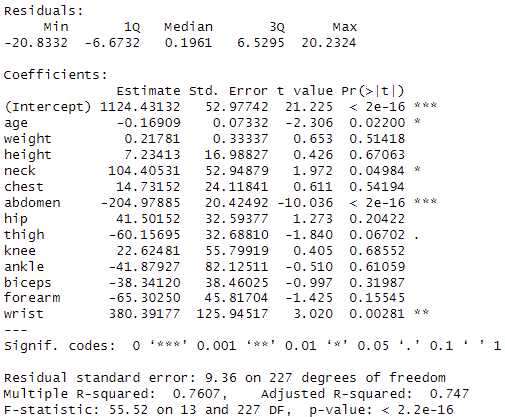 Residuals:
     Min       1Q   Median       3Q      Max
-20.8332  -6.6732   0.1961   6.5295  20.2324

Coefficients:
              Estimate Std. Error t value Pr(>|t|)
(Intercept) 1124.43132   52.97742  21.225  < 2e-16 ***
age           -0.16909    0.07332  -2.306  0.02200 *
weight         0.21781    0.33337   0.653  0.51418
height         7.23413   16.98827   0.426  0.67063
neck         104.40531   52.94879   1.972  0.04984 *
chest         14.73152   24.11841   0.611  0.54194
abdomen     -204.97885   20.42492 -10.036  < 2e-16 ***
hip           41.50152   32.59377   1.273  0.20422
thigh        -60.15695   32.68810  -1.840  0.06702 .
knee          22.62481   55.79919   0.405  0.68552
ankle        -41.87927   82.12511  -0.510  0.61059
biceps       -38.34120   38.46025  -0.997  0.31987
forearm      -65.30250   45.81704  -1.425  0.15545
wrist        380.39177  125.94517   3.020  0.00281 **
---
Signif. codes:  0 ‘***’ 0.001 ‘**’ 0.01 ‘*’ 0.05 ‘.’ 0.1 ‘ ’ 1

Residual standard error: 9.36 on 227 degrees of freedom
Multiple R-squared:  0.7607,    Adjusted R-squared:  0.747
F-statistic: 55.52 on 13 and 227 DF,  p-value: < 2.2e-16